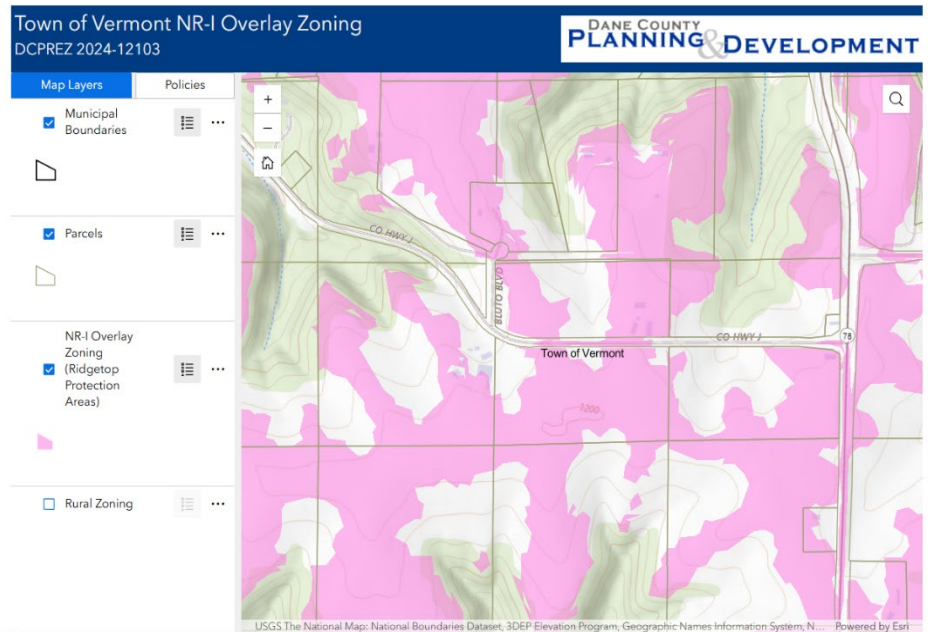 Town of Vermont NR-I Overlay Zoning
DCPREZ 2024-12103
DANE COUNTY
PLANNING & DEVELOPMENT
Map Layers
Policies
Municipal
Boundaries
Parcels
NR-I Overlay
Zoning
(Ridgetop
Protection
Areas)
Rural Zoning
CO HWY J
BLUTO BLVD
CO HWY J
78
Town of Vermont
1200
USGS The National Map: National Boundaries Dataset, 3DEP Elevation Program, Geographic Names Information System, N... Powered by Esri